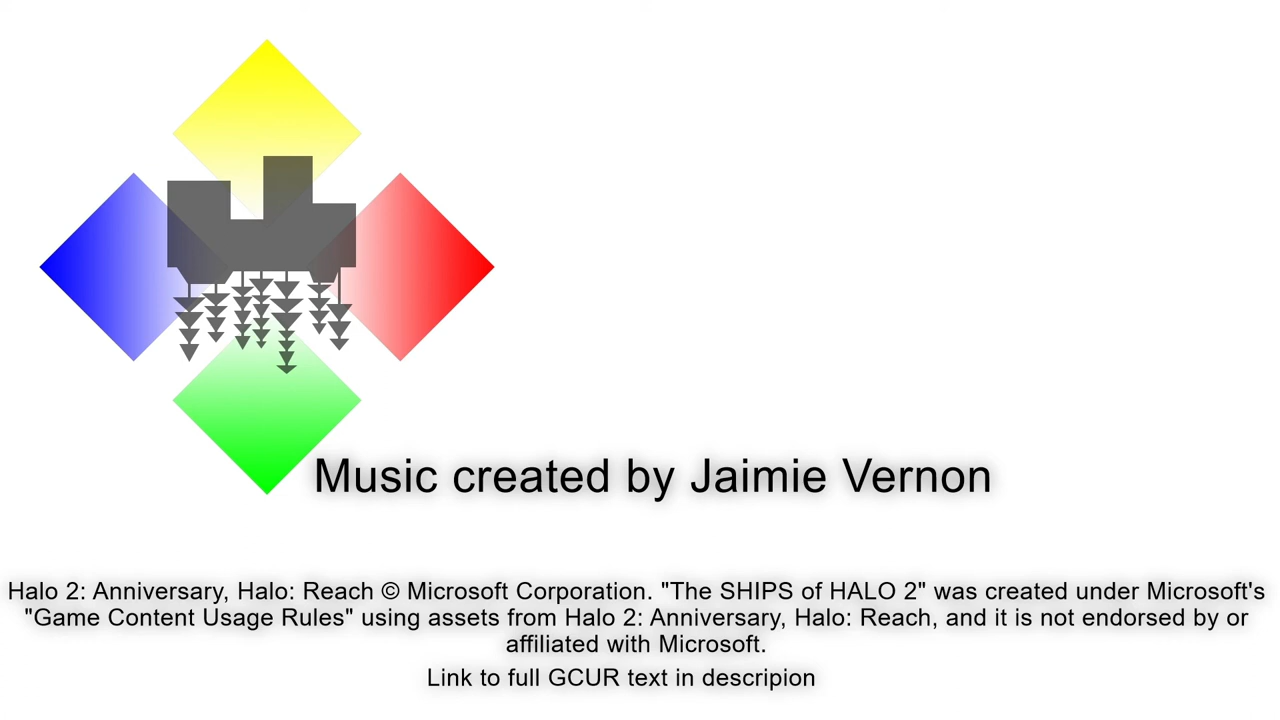 Music created by Jaimie Vernon
Halo 2: Anniversary, Halo: Reach © Microsoft Corporation. "The SHIPS of HALO 2" was created under Microsoft's
"Game Content Usage Rules" using assets from Halo 2: Anniversary, Halo: Reach, and it is not endorsed by or
affiliated with Microsoft.
Link to full GCUR text in descripion